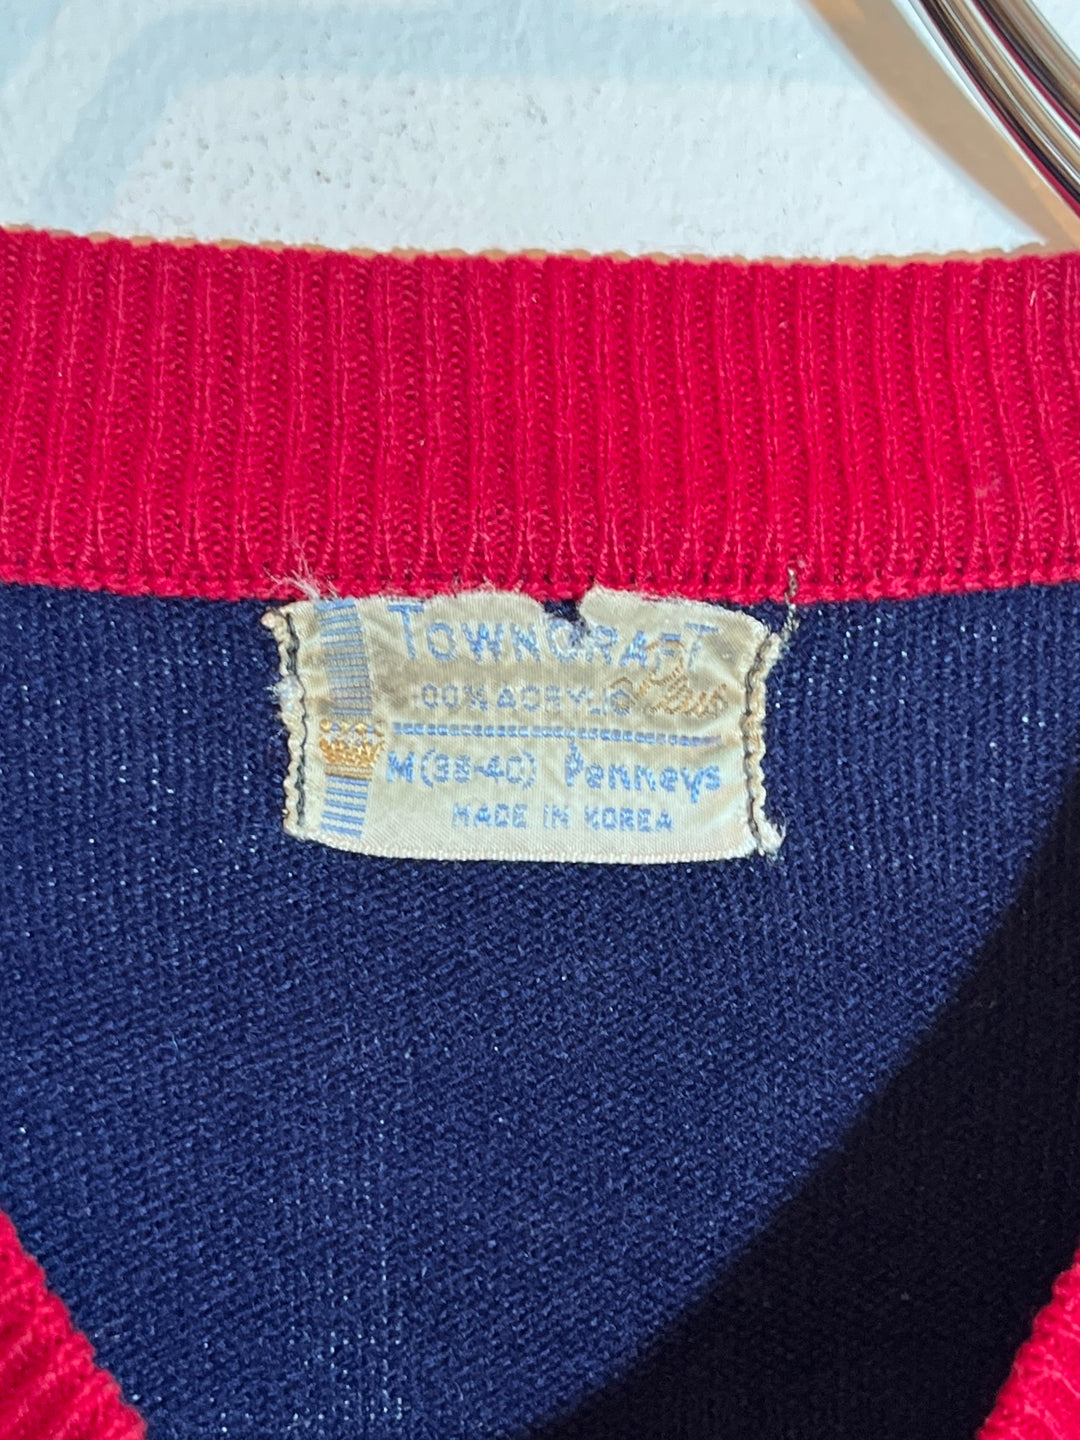 TOWNCRAFT
Plus
100% ACRYLIC
M (38-40) Penneys
MADE IN KOREA